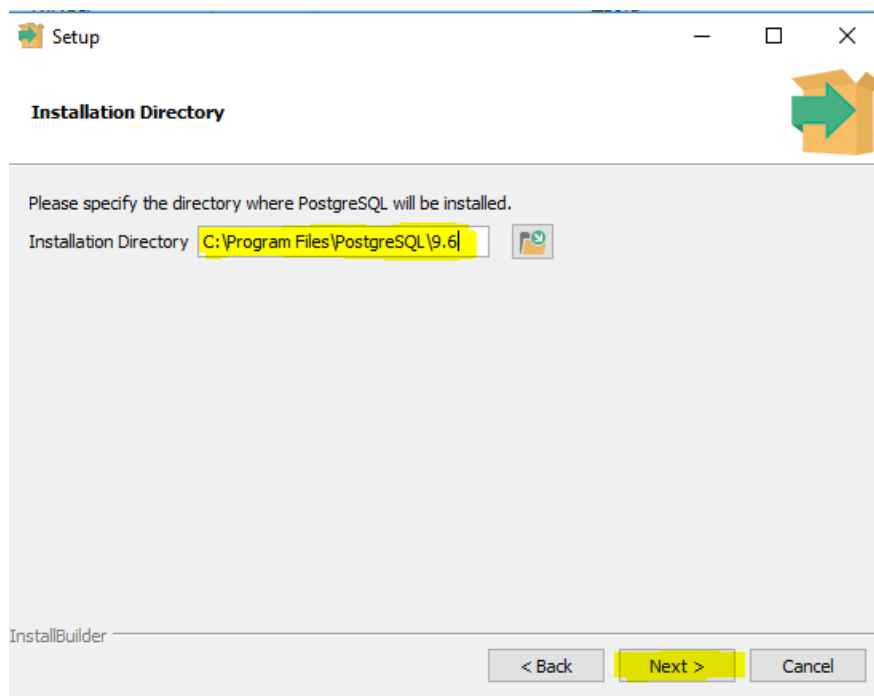 Setup
Installation Directory
Please specify the directory where PostgreSQL will be installed.
Installation Directory C:\Program Files\PostgreSQL\9.6
InstallBuilder
< Back Next > Cancel